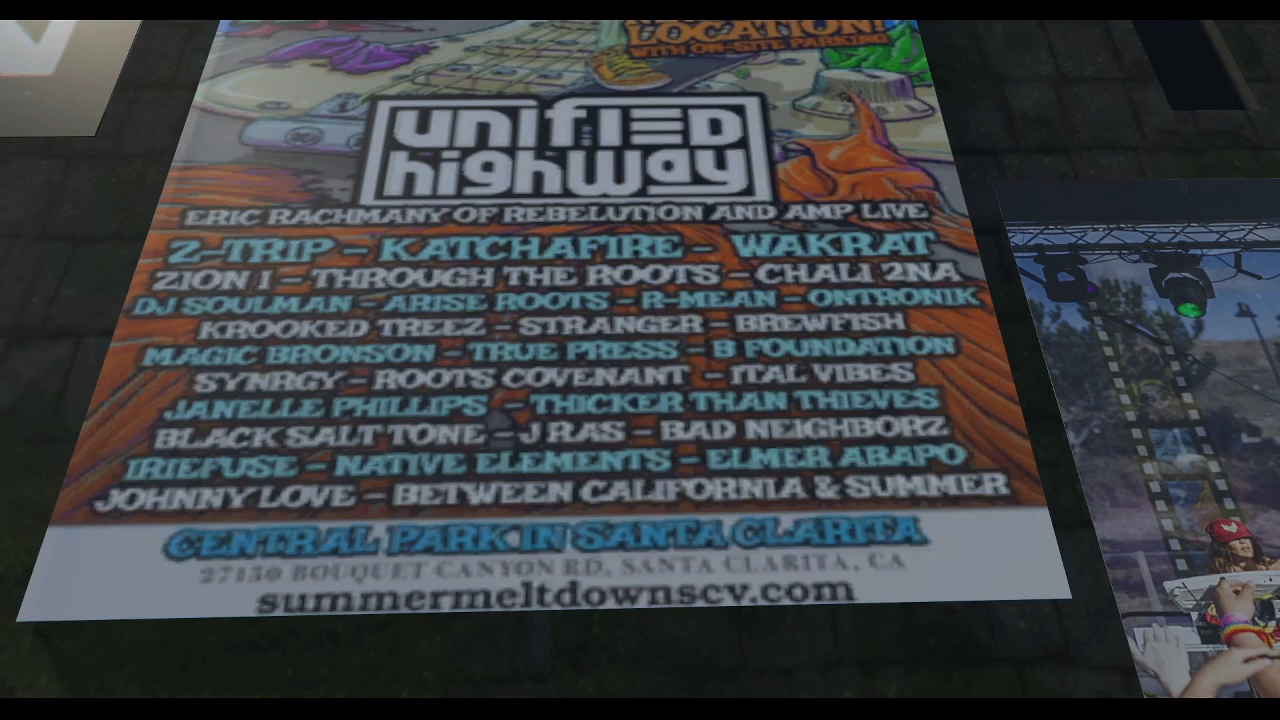 LOCATION!
WITH ON-SITE PARKING
unifiED
highway
ERIC RACHMANY OF REBELUTION AND AMP LIVE
Z-TRIP - KATCHAFIRE - WAKRAT
ZION I - THROUGH THE ROOTS - CHALI 2NA
DJ SOULMAN - ARISE ROOTS - R-MEAN - ONTRONIK
KROOKED TREEZ - STRANGER - BREWFISH
MAGIC BRONSON - TRUE PRESS - B FOUNDATION
SYNRGY - ROOTS COVENANT - ITAL VIBES
JANELLE PHILLIPS - THICKER THAN THIEVES
BLACK SALT TONE - J RAS - BAD NEIGHBORZ
IRIEFUSE - NATIVE ELEMENTS - ELMER ABAPO
JOHNNY LOVE - BETWEEN CALIFORNIA & SUMMER
CENTRAL PARK IN SANTA CLARITA
27150 BOUQUET CANYON RD, SANTA CLARITA, CA
summermeltdownscv.com